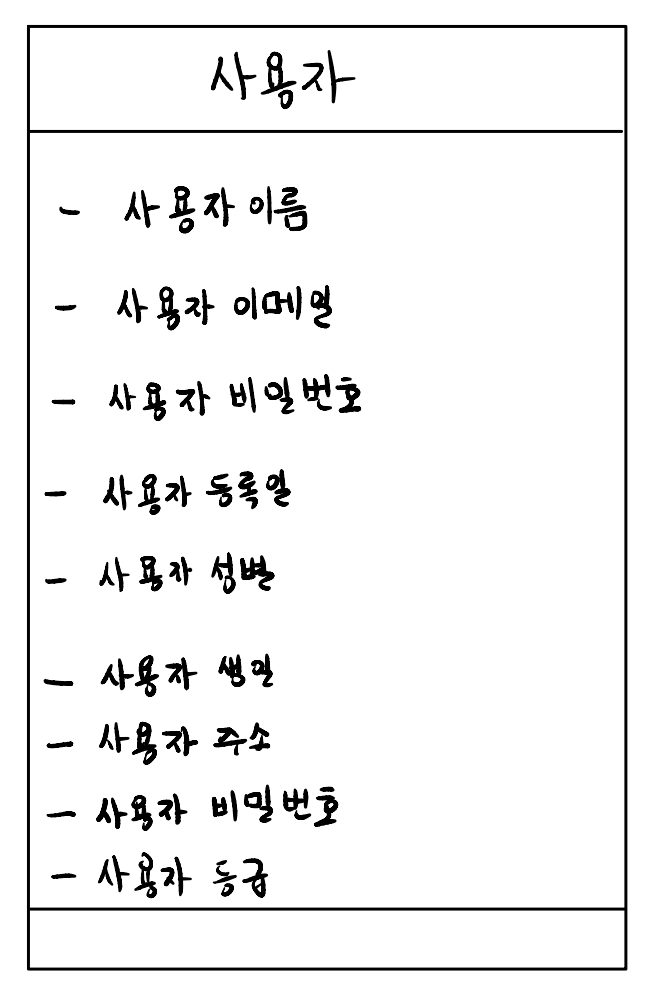 사용자
- 사용자 이름
- 사용자 이메일
- 사용자 비밀번호
- 사용자 등록일
- 사용자 성별
- 사용자 생일
- 사용자 주소
- 사용자 비밀번호
- 사용자 등급